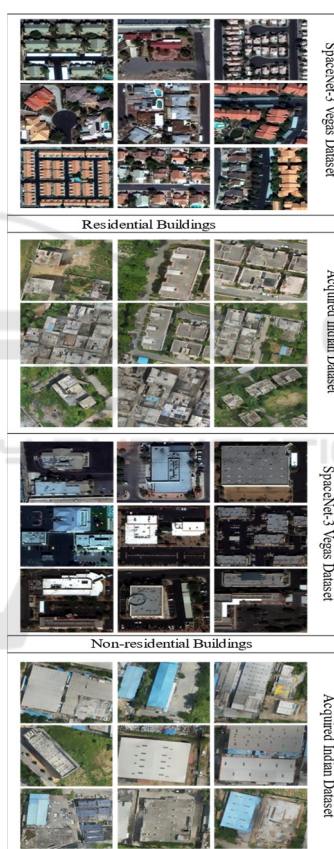 SpaceNet-3 Vegas Dataset
Residential Buildings
Acquired Indian Dataset
SpaceNet-3 Vegas Dataset
Non-residential Buildings
Acquired Indian Dataset